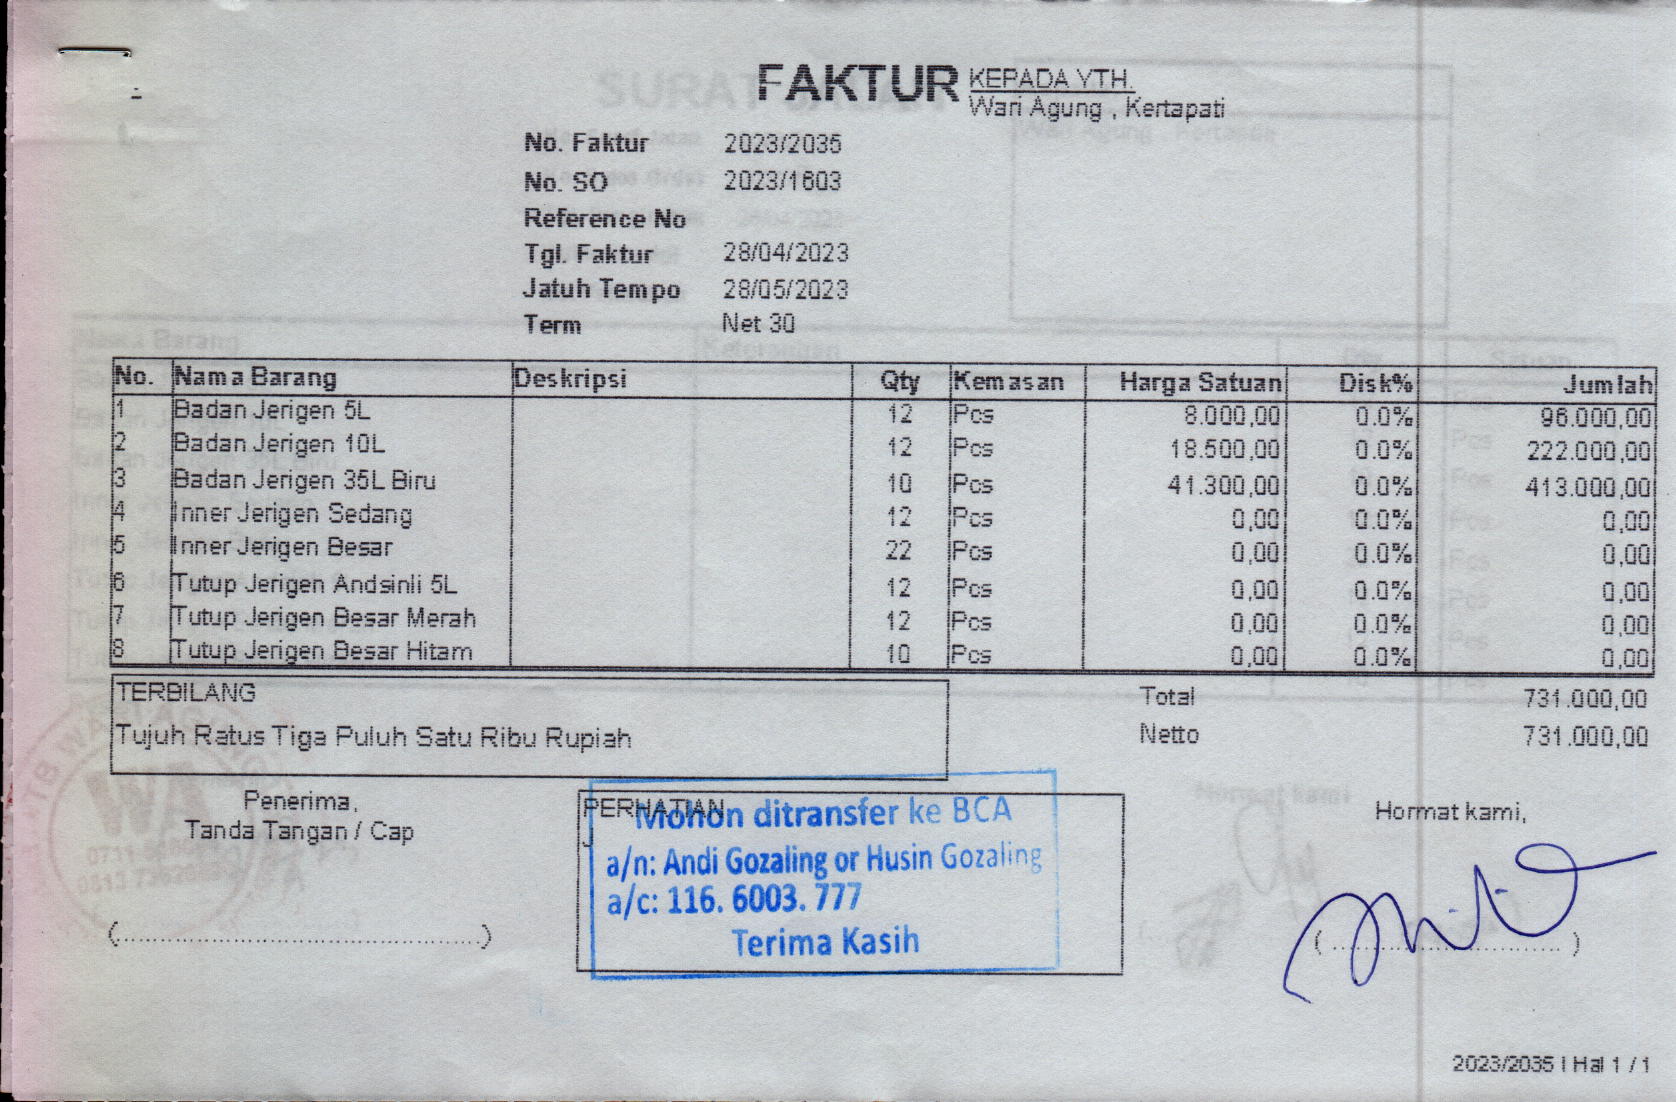 FAKTUR
KEPADA YTH.
Wari Agung , Kertapati
No. Faktur 2023/2035
No. SO 2023/1603
Reference No
Tgl. Faktur 28/04/2023
Jatuh Tempo 28/05/2023
Term Net 30
No. Nama Barang Deskripsi Qty Kemasan Harga Satuan Disk% Jumlah
1 Badan Jerigen 5L 12 Pcs 8.000,00 0.0% 96.000,00
2 Badan Jerigen 10L 12 Pcs 18.500,00 0.0% 222.000,00
3 Badan Jerigen 35L Biru 10 Pcs 41.300,00 0.0% 413.000,00
4 Inner Jerigen Sedang 12 Pcs 0,00 0.0% 0,00
5 Inner Jerigen Besar 22 Pcs 0,00 0.0% 0,00
6 Tutup Jerigen Andsinli 5L 12 Pcs 0,00 0.0% 0,00
7 Tutup Jerigen Besar Merah 12 Pcs 0,00 0.0% 0,00
8 Tutup Jerigen Besar Hitam 10 Pcs 0,00 0.0% 0,00
TERBILANG
Tujuh Ratus Tiga Puluh Satu Ribu Rupiah
Total 731.000,00
Netto 731.000,00
Penerima,
Tanda Tangan / Cap
PERHATIAN
Mohon ditransfer ke BCA
a/n: Andi Gozaling or Husin Gozaling
a/c: 116. 6003. 777
Terima Kasih
Hormat kami,
2023/2035 | Hal 1 / 1